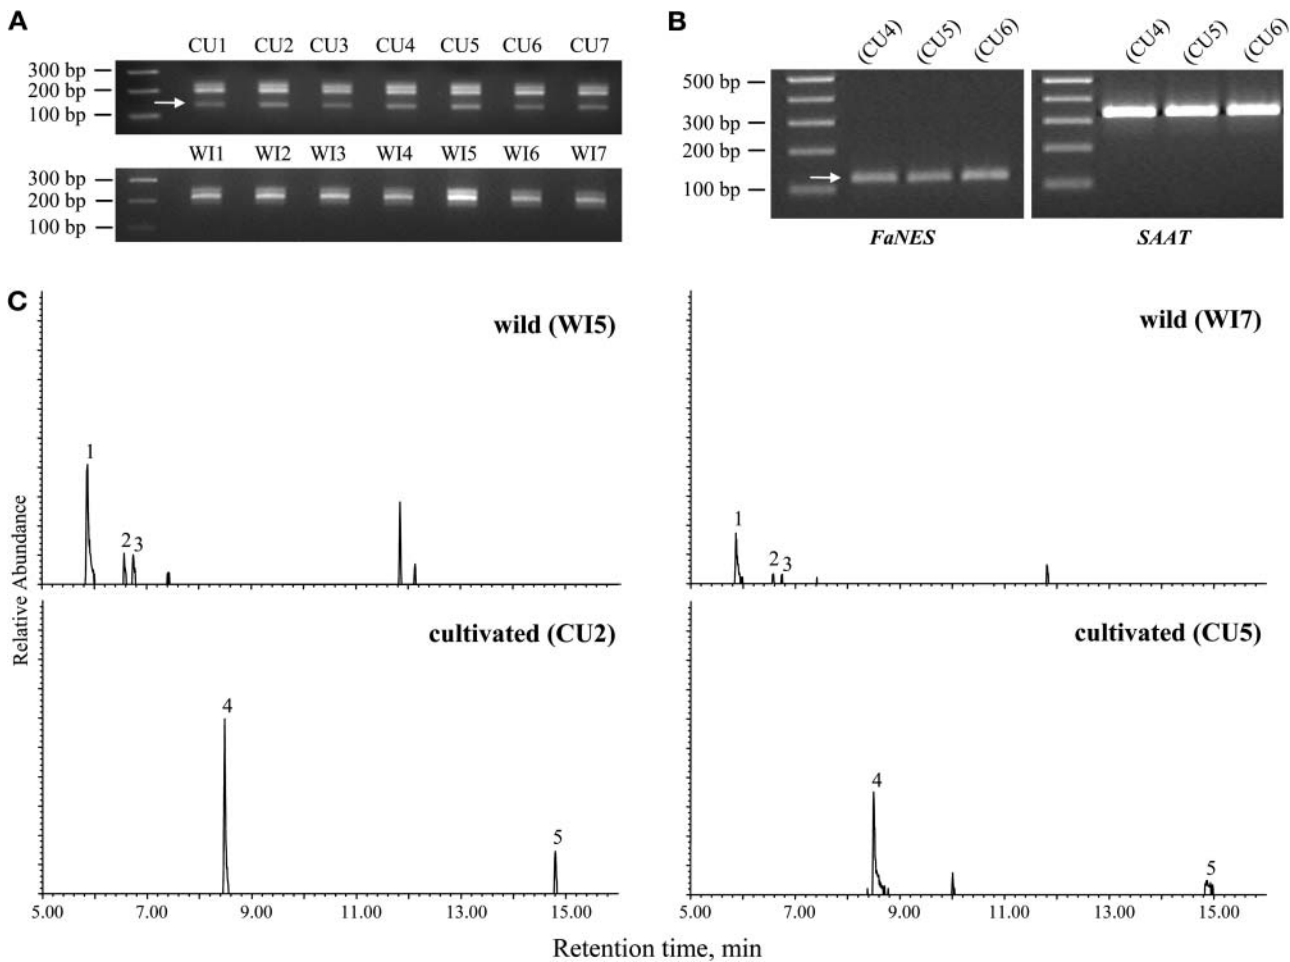 A
CU1 CU2 CU3 CU4 CU5 CU6 CU7
300 bp
200 bp
100 bp
WI1 WI2 WI3 WI4 WI5 WI6 WI7
300 bp
200 bp
100 bp
B
(CU4) (CU5) (CU6) (CU4) (CU5) (CU6)
500 bp
300 bp
200 bp
100 bp
FaNES SAAT
C
wild (WI5)
1
2 3
wild (WI7)
1
2 3
Relative Abundance
cultivated (CU2)
4
5
5.00 7.00 9.00 11.00 13.00 15.00
cultivated (CU5)
4
5
5.00 7.00 9.00 11.00 13.00 15.00
Retention time, min